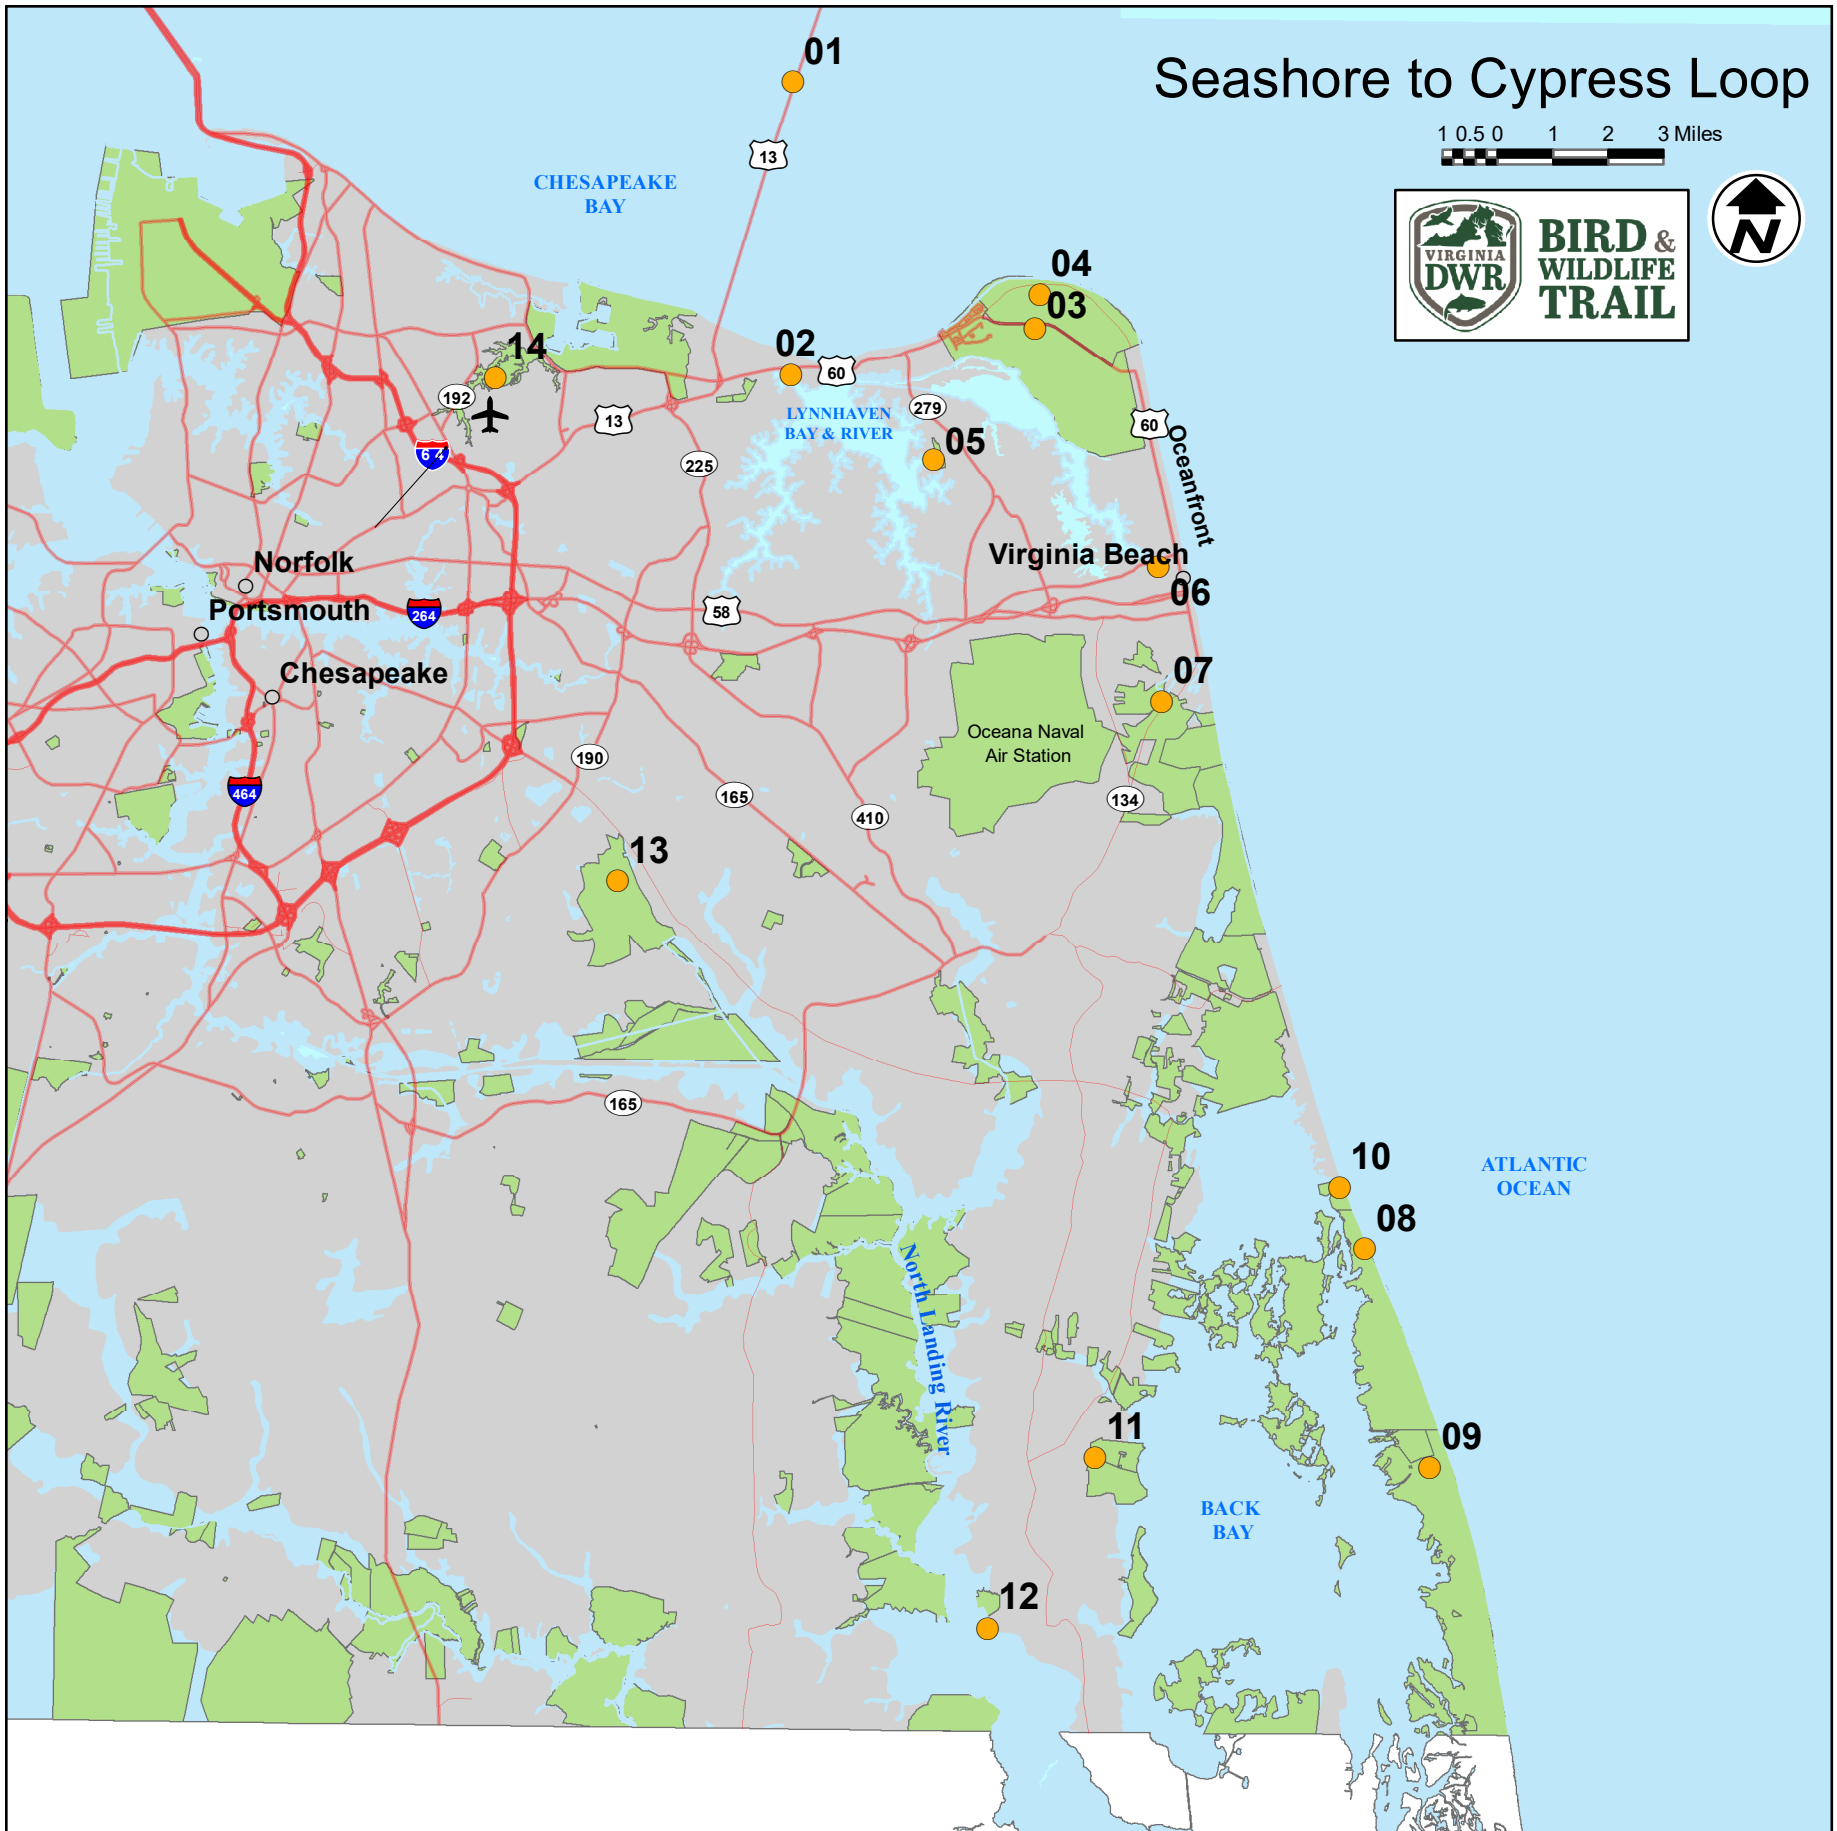 01
Seashore to Cypress Loop
1 0.5 0 1 2 3 Miles
13
CHESAPEAKE
BAY
VIRGINIA
DWR
BIRD &
WILDLIFE
TRAIL
N
04
03
14
02
60
192
13
279
LYNNHAVEN
BAY & RIVER
60
Oceanfront
05
64
225
Norfolk
Virginia Beach
06
Portsmouth
264
58
Chesapeake
07
Oceana Naval
Air Station
190
464
165
134
410
13
165
10
ATLANTIC
OCEAN
08
North Landing River
11
09
BACK
BAY
12